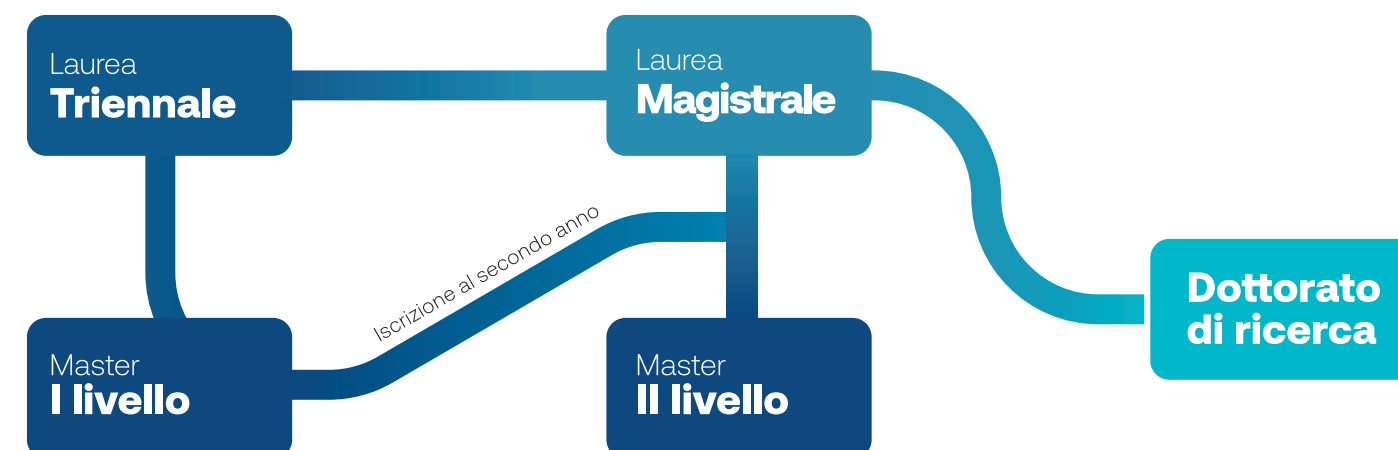 Laurea
Triennale
Laurea
Magistrale
Iscrizione al secondo anno
Dottorato
di ricerca
Master
I livello
Master
II livello